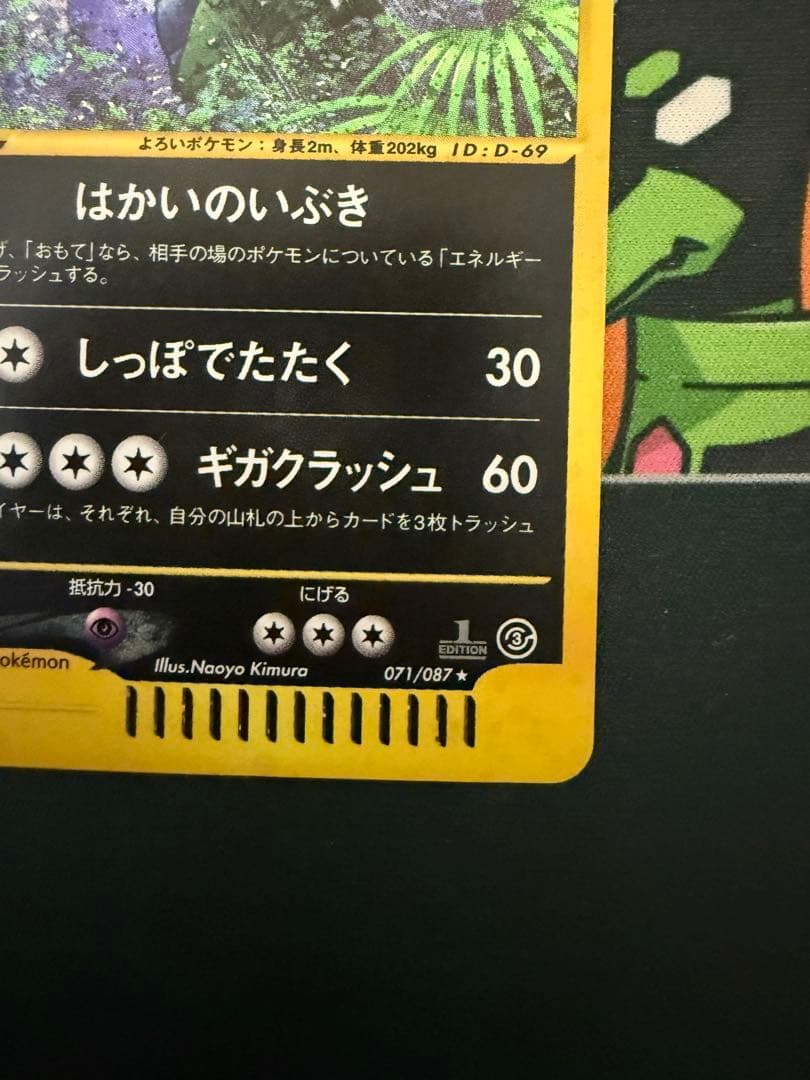 よろいポケモン：身長2m、体重202kg ID:D-69
はかいのいぶき
げ、「おもて」なら、相手の場のポケモンについている「エネルギー
ラッシュする。
しっぽでたたく 30
ギガクラッシュ 60
イヤーは、それぞれ、自分の山札の上からカードを3枚トラッシュ
抵抗力 -30 にげる
1
EDITION
3
okémon Illus.Naoyo Kimura 071/087★